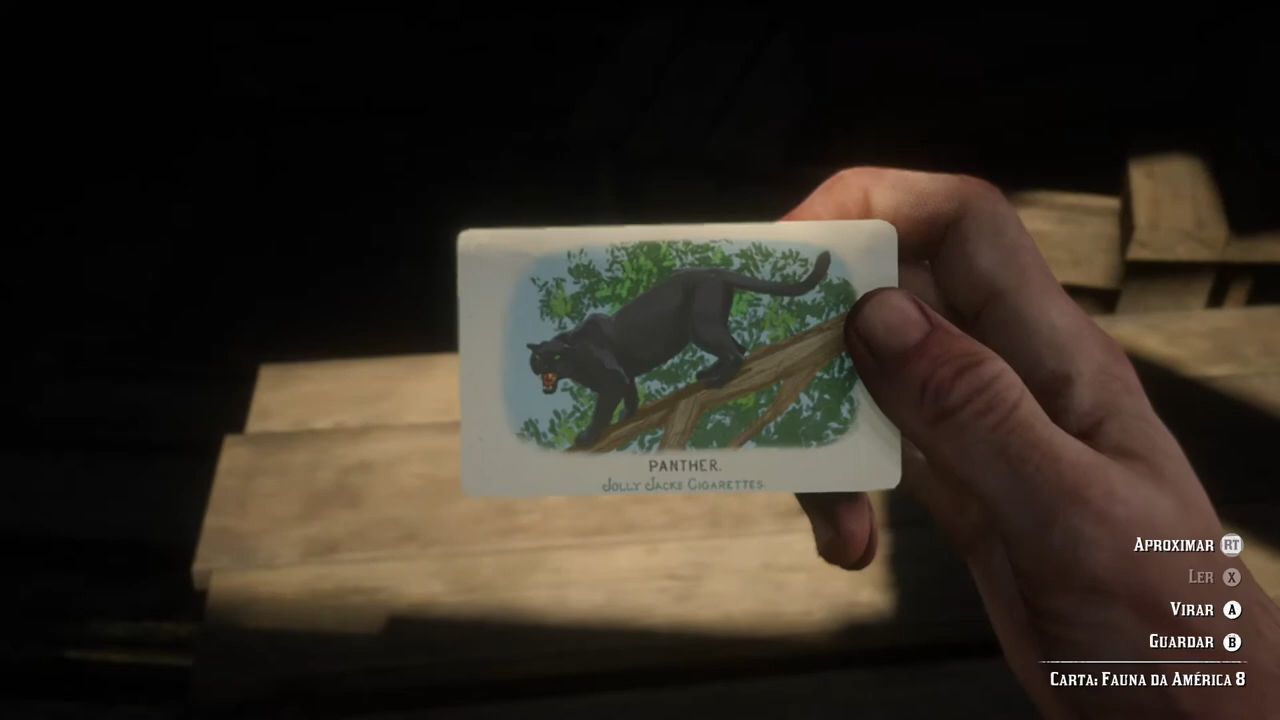 PANTHER.
JOLLY JACKS CIGARETTES.
APROXIMAR RT
LER X
VIRAR A
GUARDAR B
CARTA: FAUNA DA AMÉRICA 8